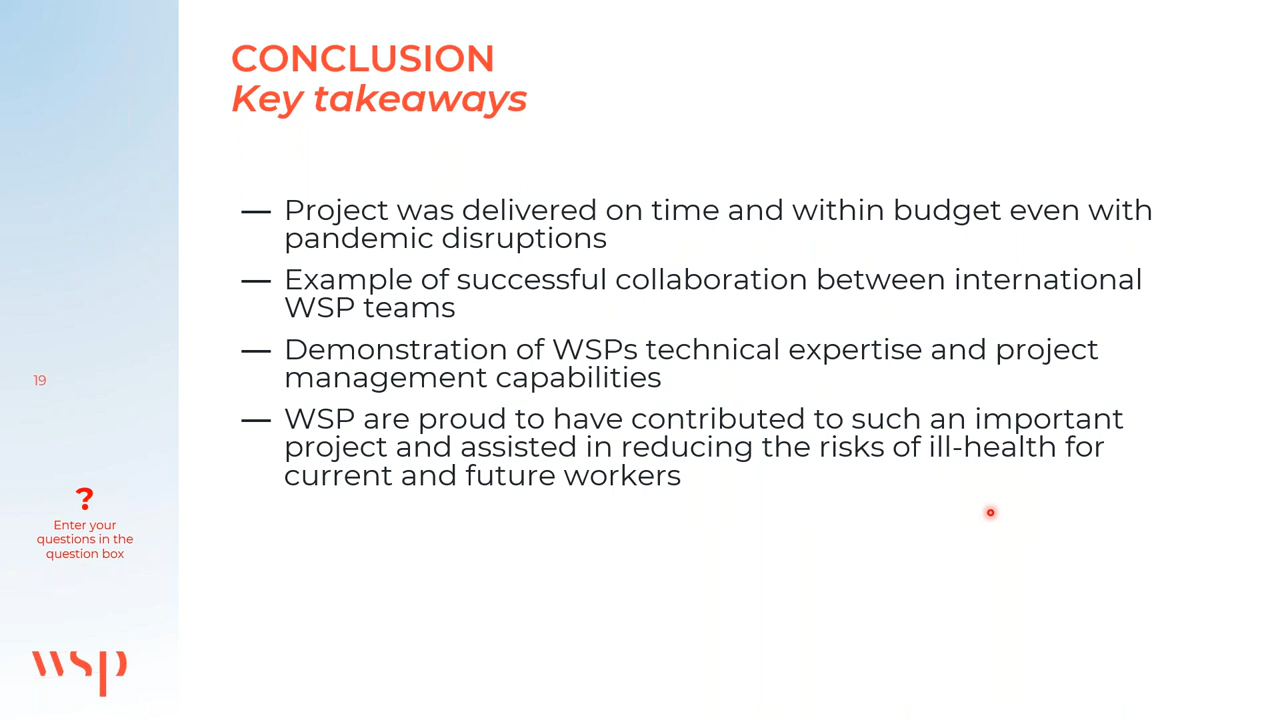 CONCLUSION
Key takeaways
— Project was delivered on time and within budget even with
pandemic disruptions
— Example of successful collaboration between international
WSP teams
— Demonstration of WSPs technical expertise and project
management capabilities
— WSP are proud to have contributed to such an important
project and assisted in reducing the risks of ill-health for
current and future workers
19
?
Enter your
questions in the
question box
wsp